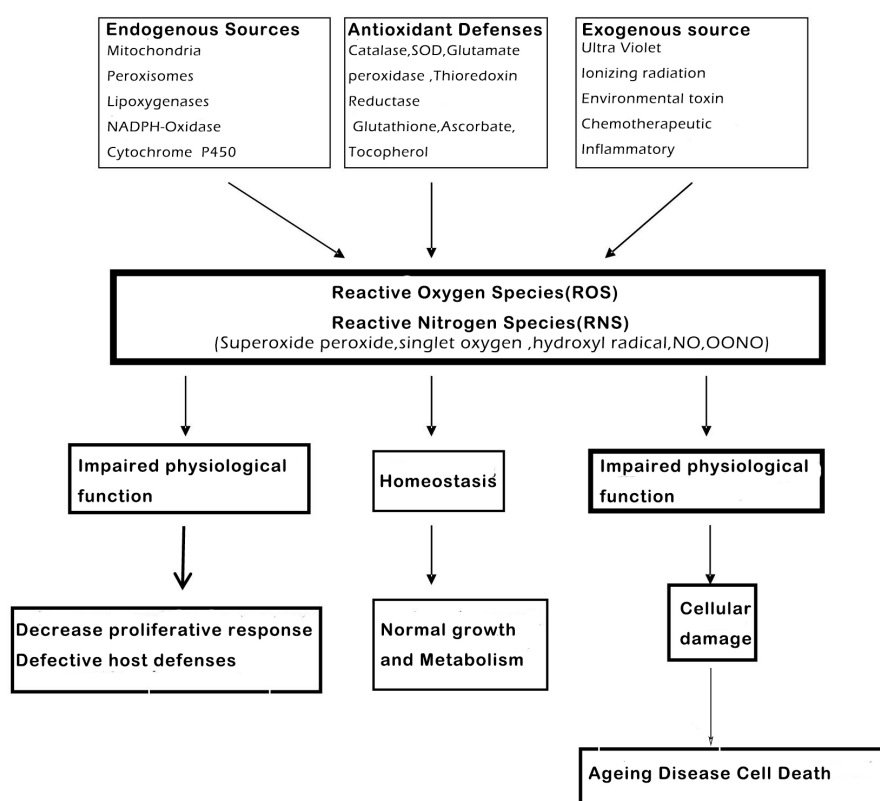 Endogenous Sources
Mitochondria
Peroxisomes
Lipoxygenases
NADPH-Oxidase
Cytochrome P450
Antioxidant Defenses
Catalase,SOD,Glutamate
peroxidase ,Thioredoxin
Reductase
Glutathione,Ascorbate,
Tocopherol
Exogenous source
Ultra Violet
Ionizing radiation
Environmental toxin
Chemotherapeutic
Inflammatory
Reactive Oxygen Species(ROS)
Reactive Nitrogen Species(RNS)
(Superoxide peroxide,singlet oxygen ,hydroxyl radical,NO,OONO)
Impaired physiological
function
Homeostasis
Impaired physiological
function
Decrease proliferative response
Defective host defenses
Normal growth
and Metabolism
Cellular
damage
Ageing Disease Cell Death